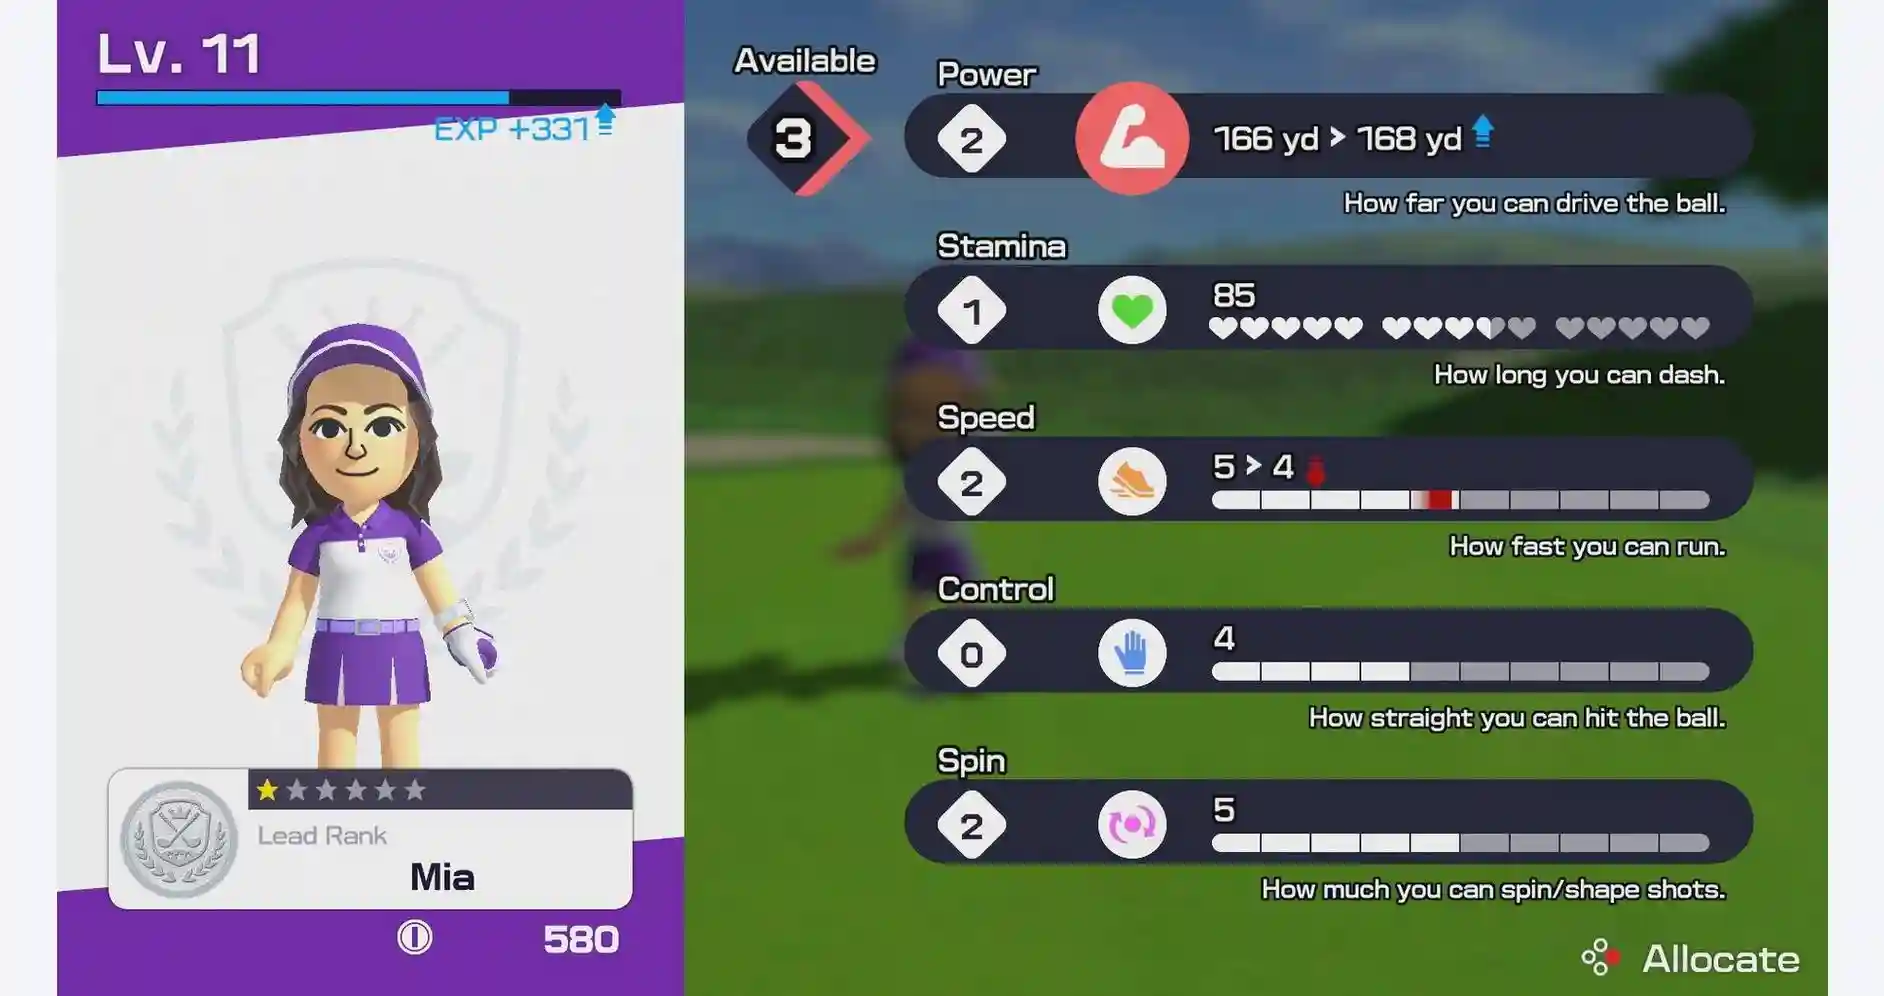 Lv. 11
EXP +331
Lead Rank
Mia
580
Available
3
Power
2
166 yd > 168 yd
How far you can drive the ball.
Stamina
1
85
How long you can dash.
Speed
2
5 > 4
How fast you can run.
Control
0
4
How straight you can hit the ball.
Spin
2
5
How much you can spin/shape shots.
Allocate